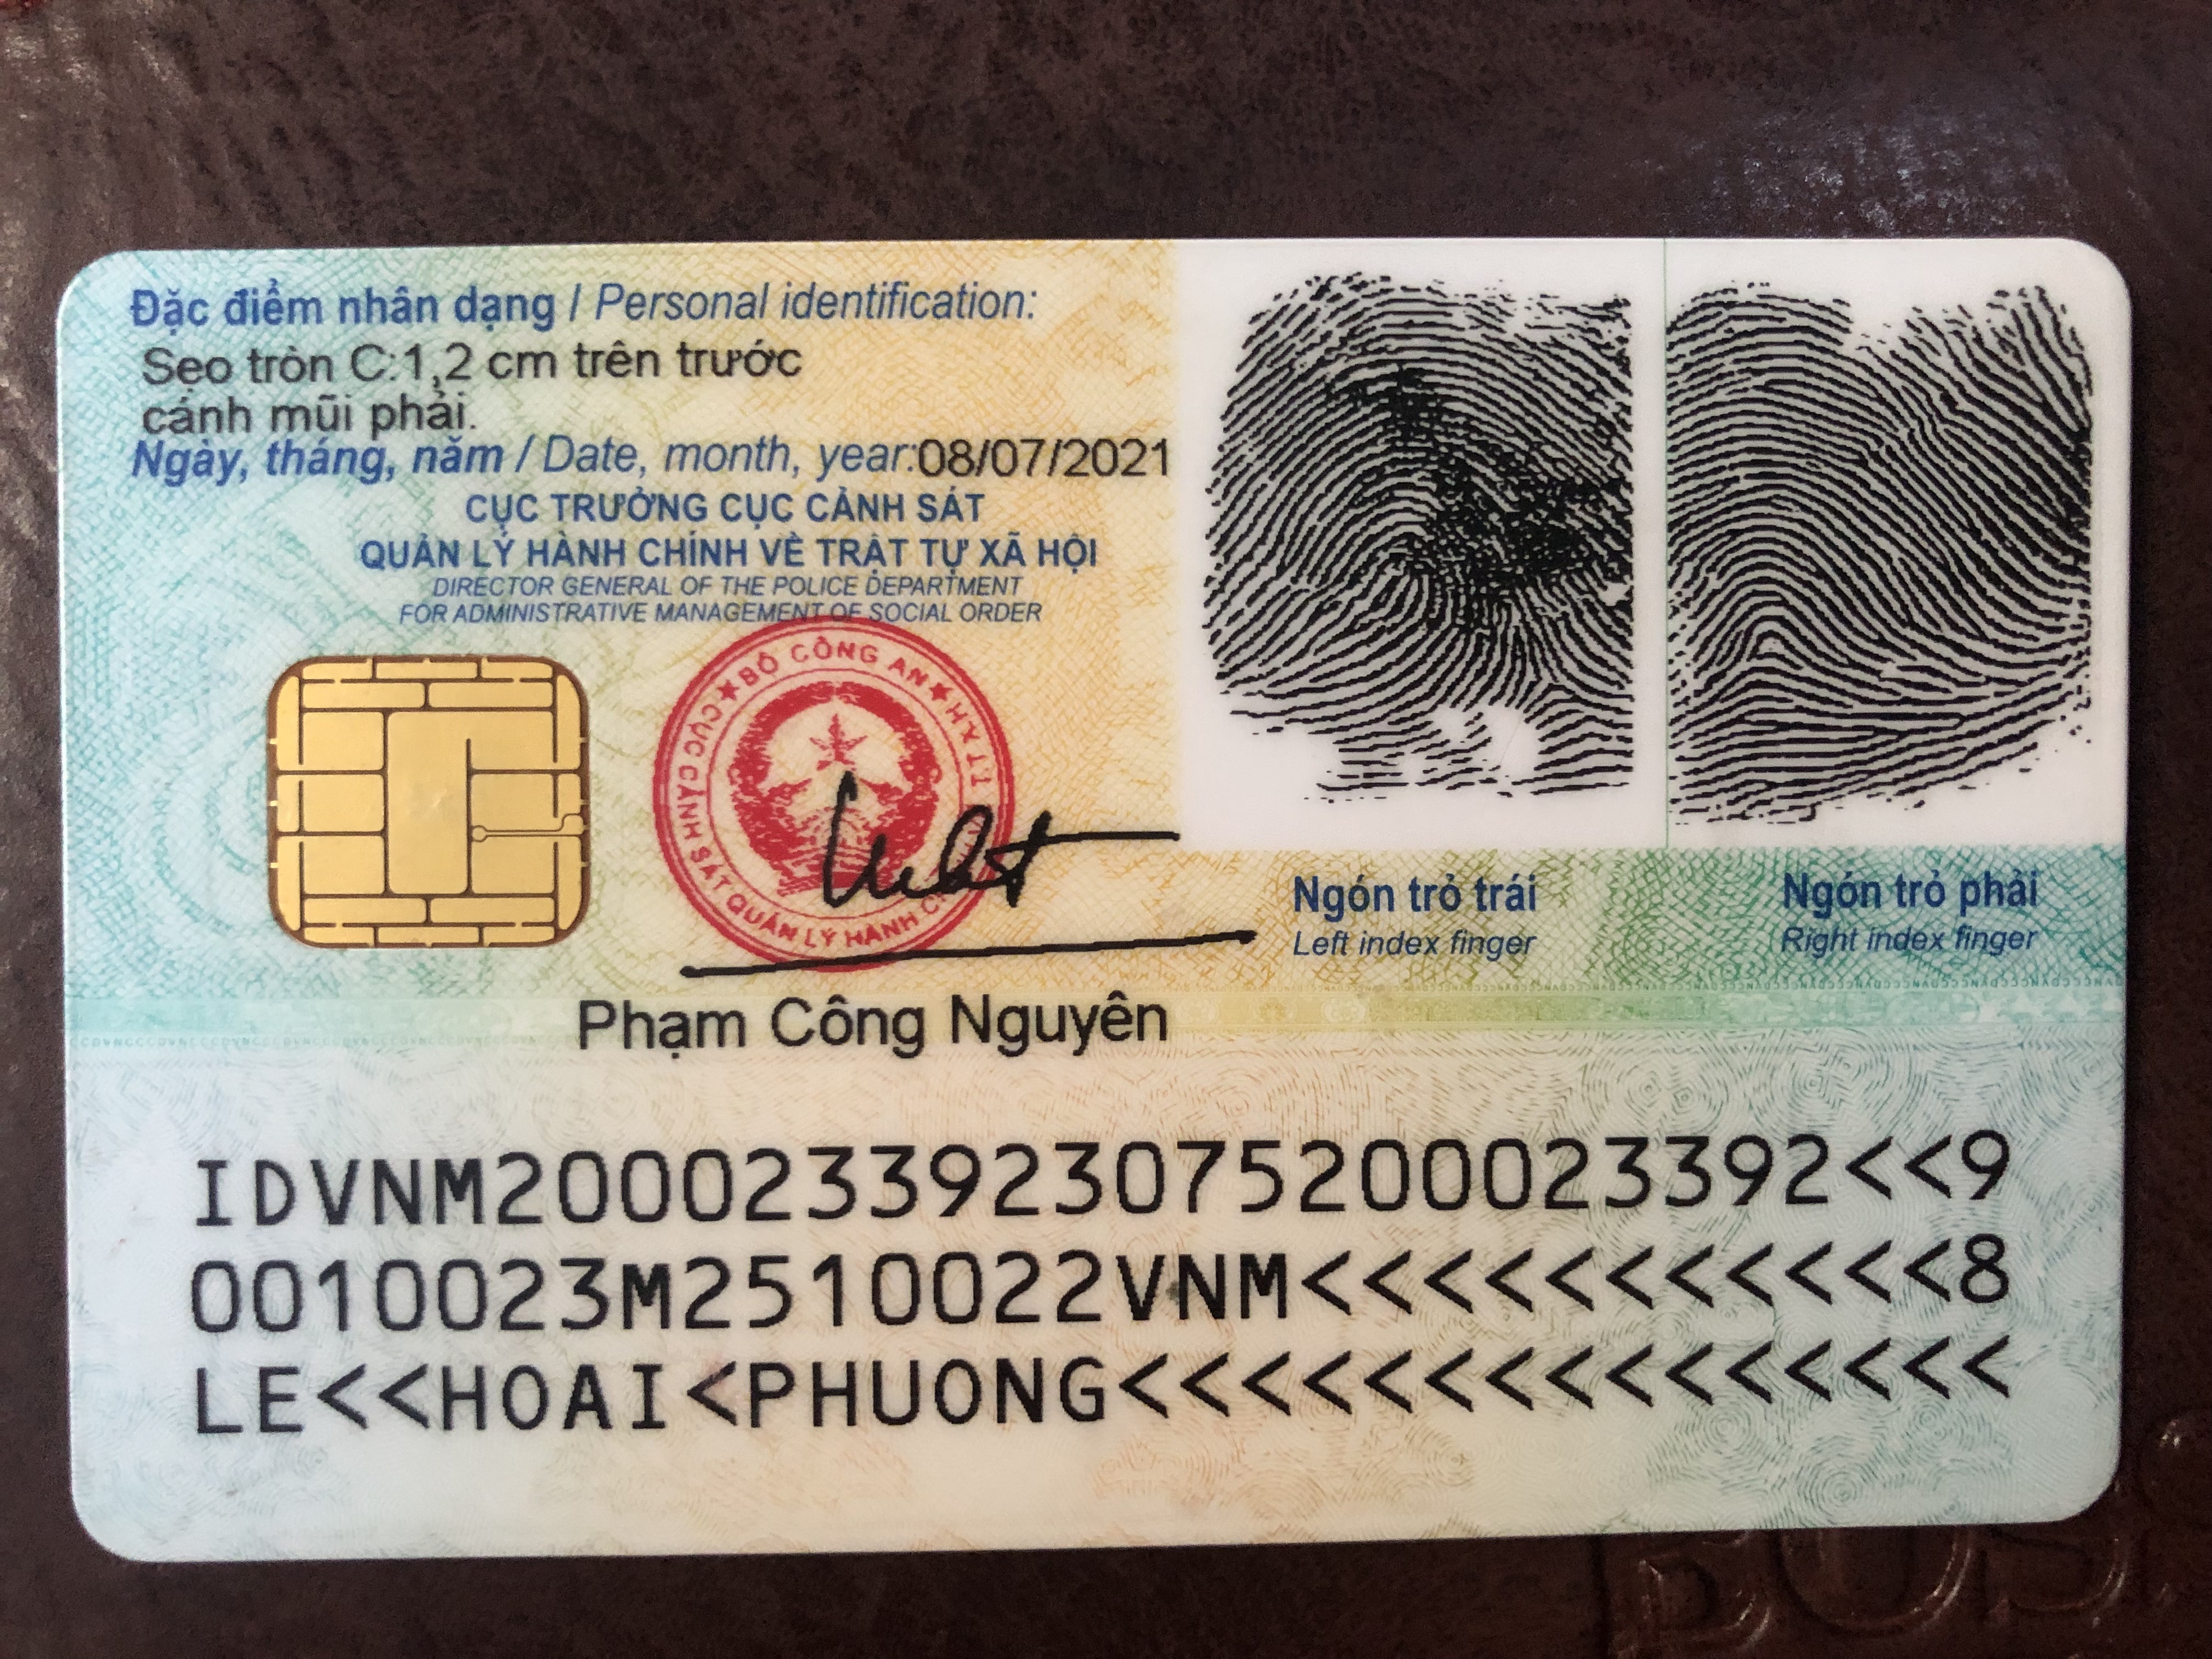 Đặc điểm nhân dạng / Personal identification:
Sẹo tròn C:1,2 cm trên trước
cánh mũi phải.
Ngày, tháng, năm / Date, month, year:08/07/2021
CỤC TRƯỞNG CỤC CẢNH SÁT
QUẢN LÝ HÀNH CHÍNH VỀ TRẬT TỰ XÃ HỘI
DIRECTOR GENERAL OF THE POLICE DEPARTMENT
FOR ADMINISTRATIVE MANAGEMENT OF SOCIAL ORDER
BỘ CÔNG AN
CỤC CẢNH SÁT QUẢN LÝ HÀNH
TTXH
Ngón trỏ trái
Left index finger
Ngón trỏ phải
Right index finger
Phạm Công Nguyên
IDVNM2000233923075200023392<<9
0010023M2510022VNM<<<<<<<<<<<8
LE<<HOAI<PHUONG<<<<<<<<<<<<<<<